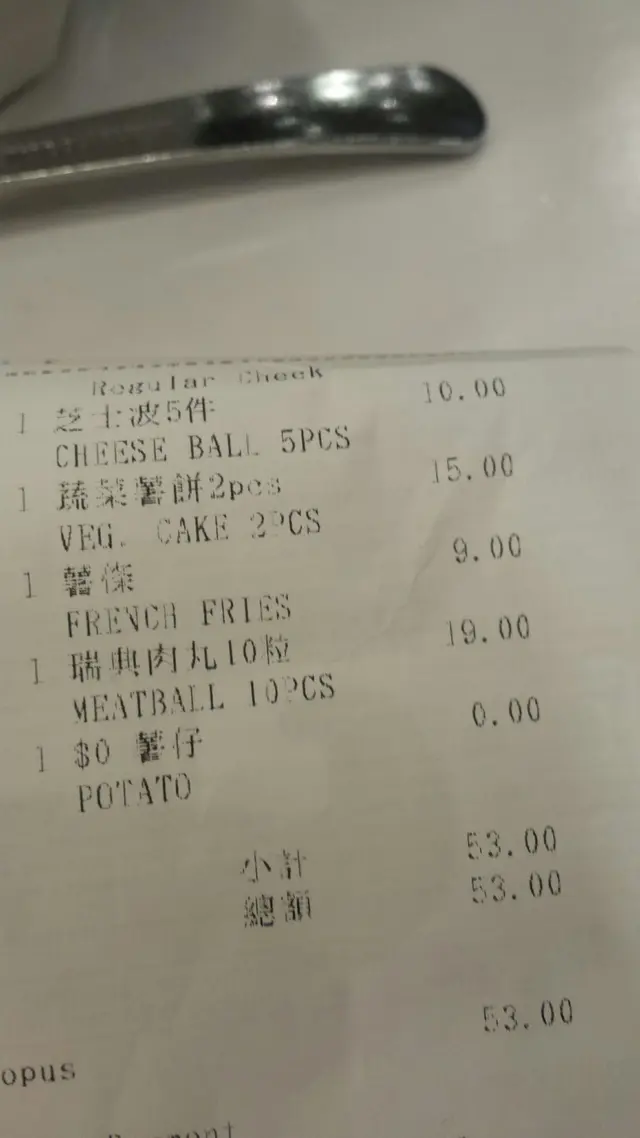 Regular Check
1 芝士波5件 10.00
CHEESE BALL 5PCS
1 蔬菜薯餅2pcs 15.00
VEG. CAKE 2PCS
1 薯條 9.00
FRENCH FRIES
1 瑞典肉丸10粒 19.00
MEATBALL 10PCS
1 $0 薯仔 0.00
POTATO
小計 53.00
總額 53.00
53.00
opus